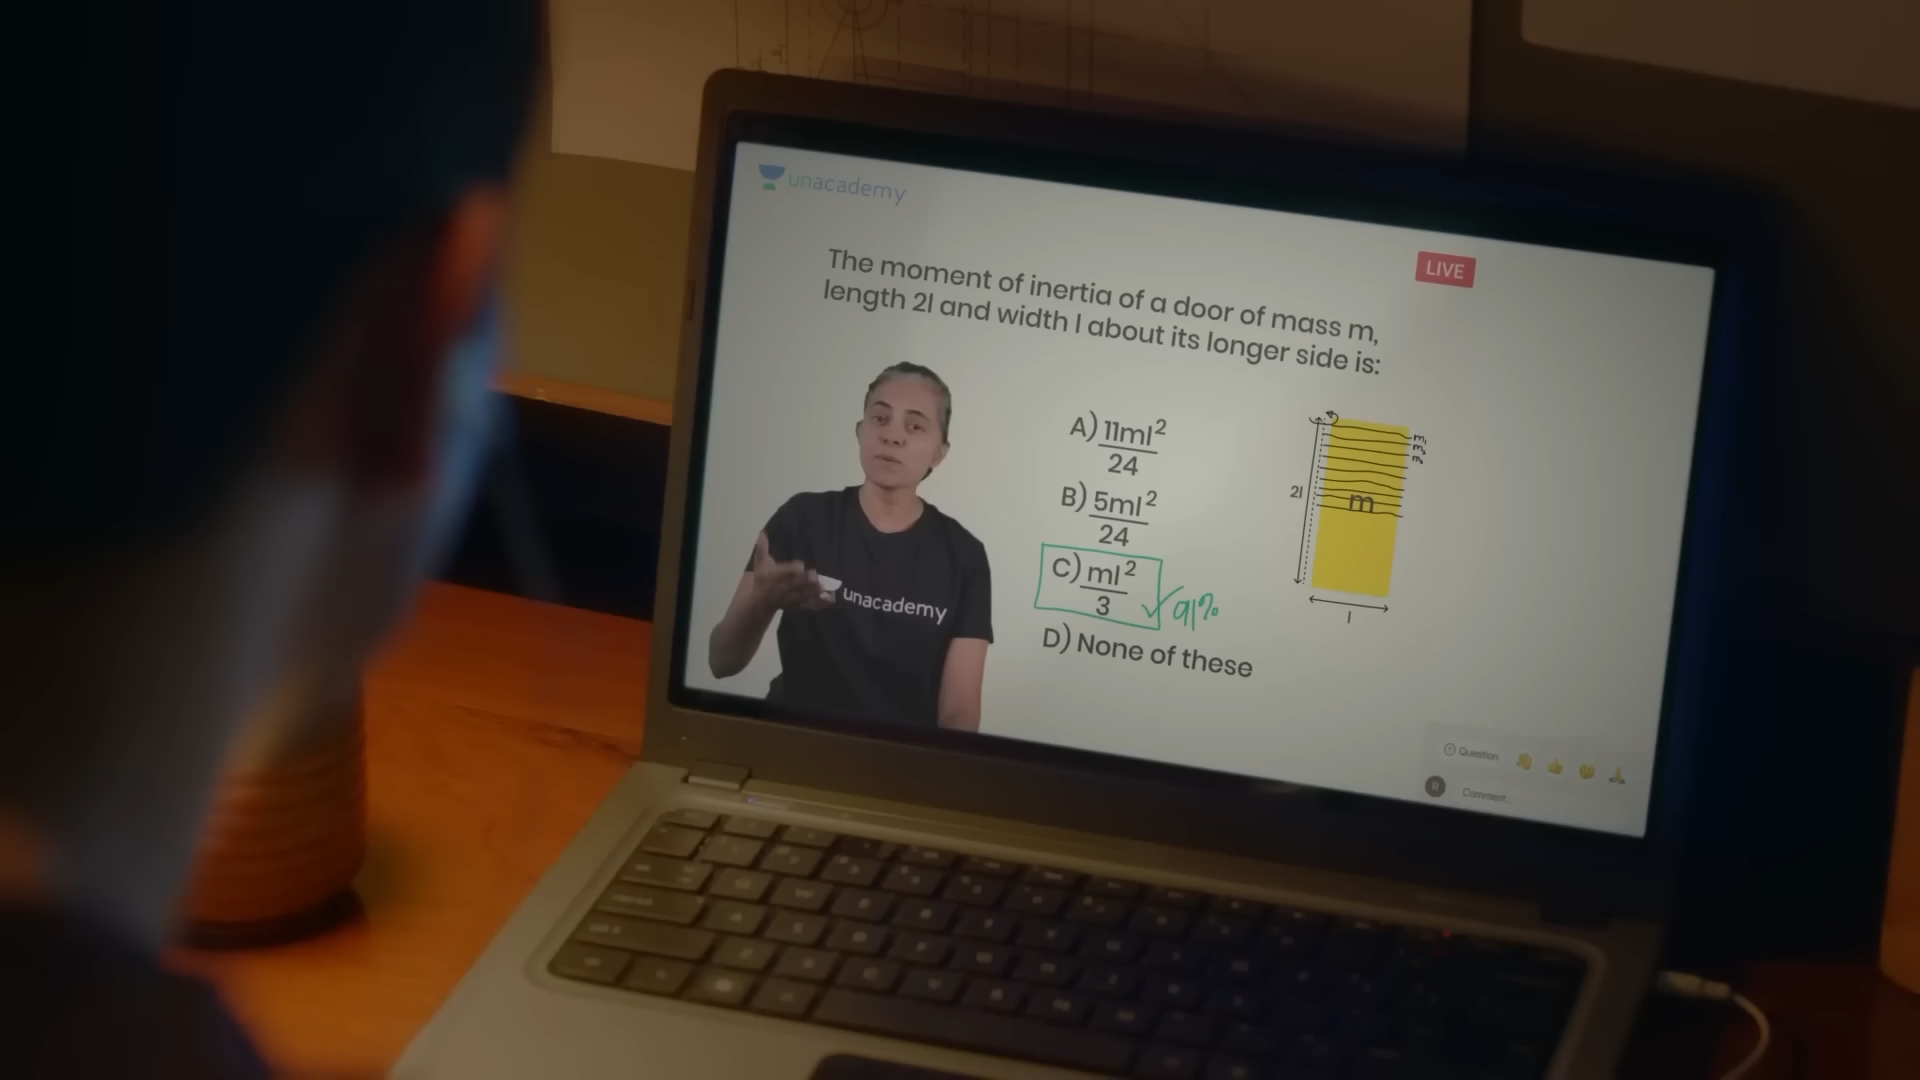 unacademy
LIVE
The moment of inertia of a door of mass m,
length 2l and width l about its longer side is:
A) 11ml²
24
B) 5ml²
24
C) ml²
3
91%
D) None of these
2l
m
l
unacademy
Question
R
Comment...